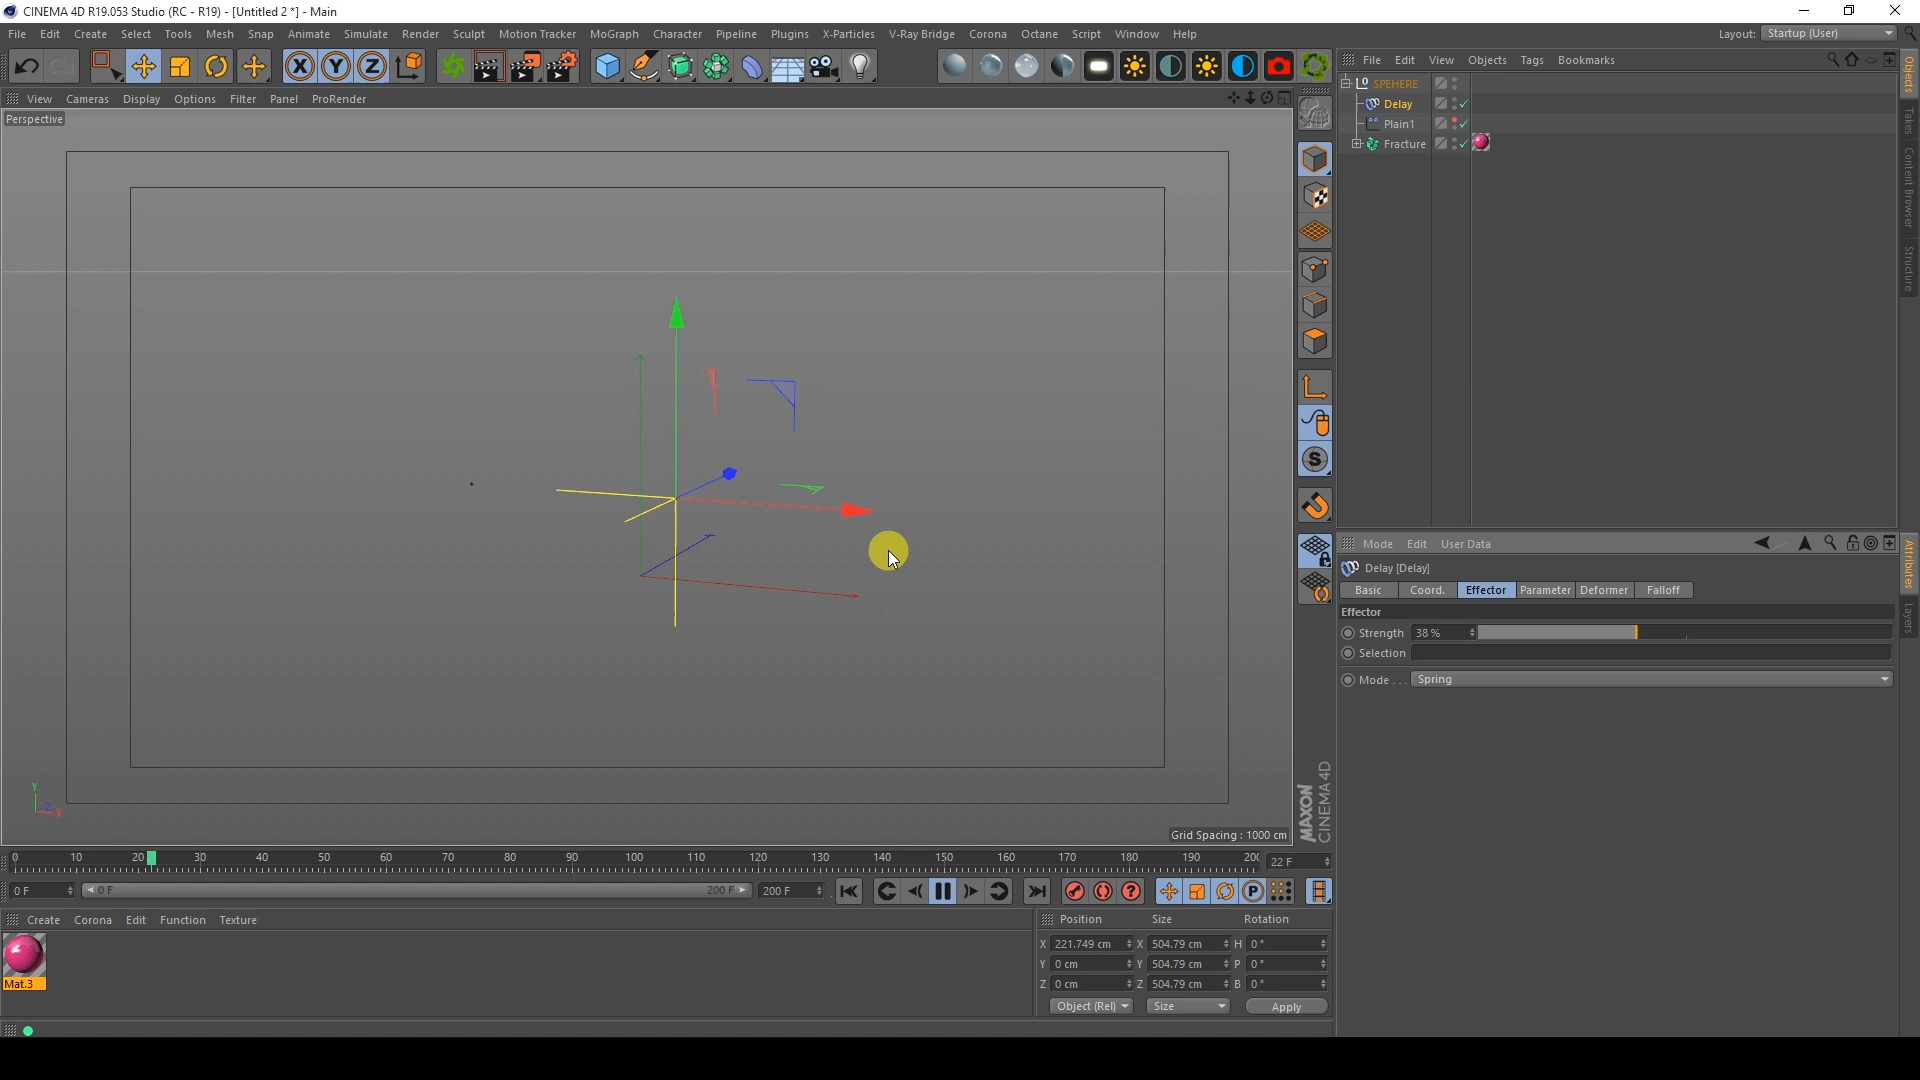 CINEMA 4D R19.053 Studio (RC - R19) - [Untitled 2 *] - Main
File Edit Create Select Tools Mesh Snap Animate Simulate Render Sculpt Motion Tracker MoGraph Character Pipeline Plugins X-Particles V-Ray Bridge Corona Octane Script Window Help Layout: Startup (User)
View Cameras Display Options Filter Panel ProRender
Perspective
Grid Spacing : 1000 cm
File Edit View Objects Tags Bookmarks
SPEHERE
Delay
Plain1
Fracture
Objects
Takes
Content Browser
Structure
Mode Edit User Data
Delay [Delay]
Basic Coord. Effector Parameter Deformer Falloff
Effector
Strength 38 %
Selection
Mode . . . Spring
Attributes
Layers
MAXON
CINEMA 4D
0 10 20 30 40 50 60 70 80 90 100 110 120 130 140 150 160 170 180 190 200 22 F
0 F 0 F 200 F 200 F
Create Corona Edit Function Texture
Mat.3
Position Size Rotation
X 221.749 cm X 504.79 cm H 0 °
Y 0 cm Y 504.79 cm P 0 °
Z 0 cm Z 504.79 cm B 0 °
Object (Rel) Size Apply
Y
Z
X